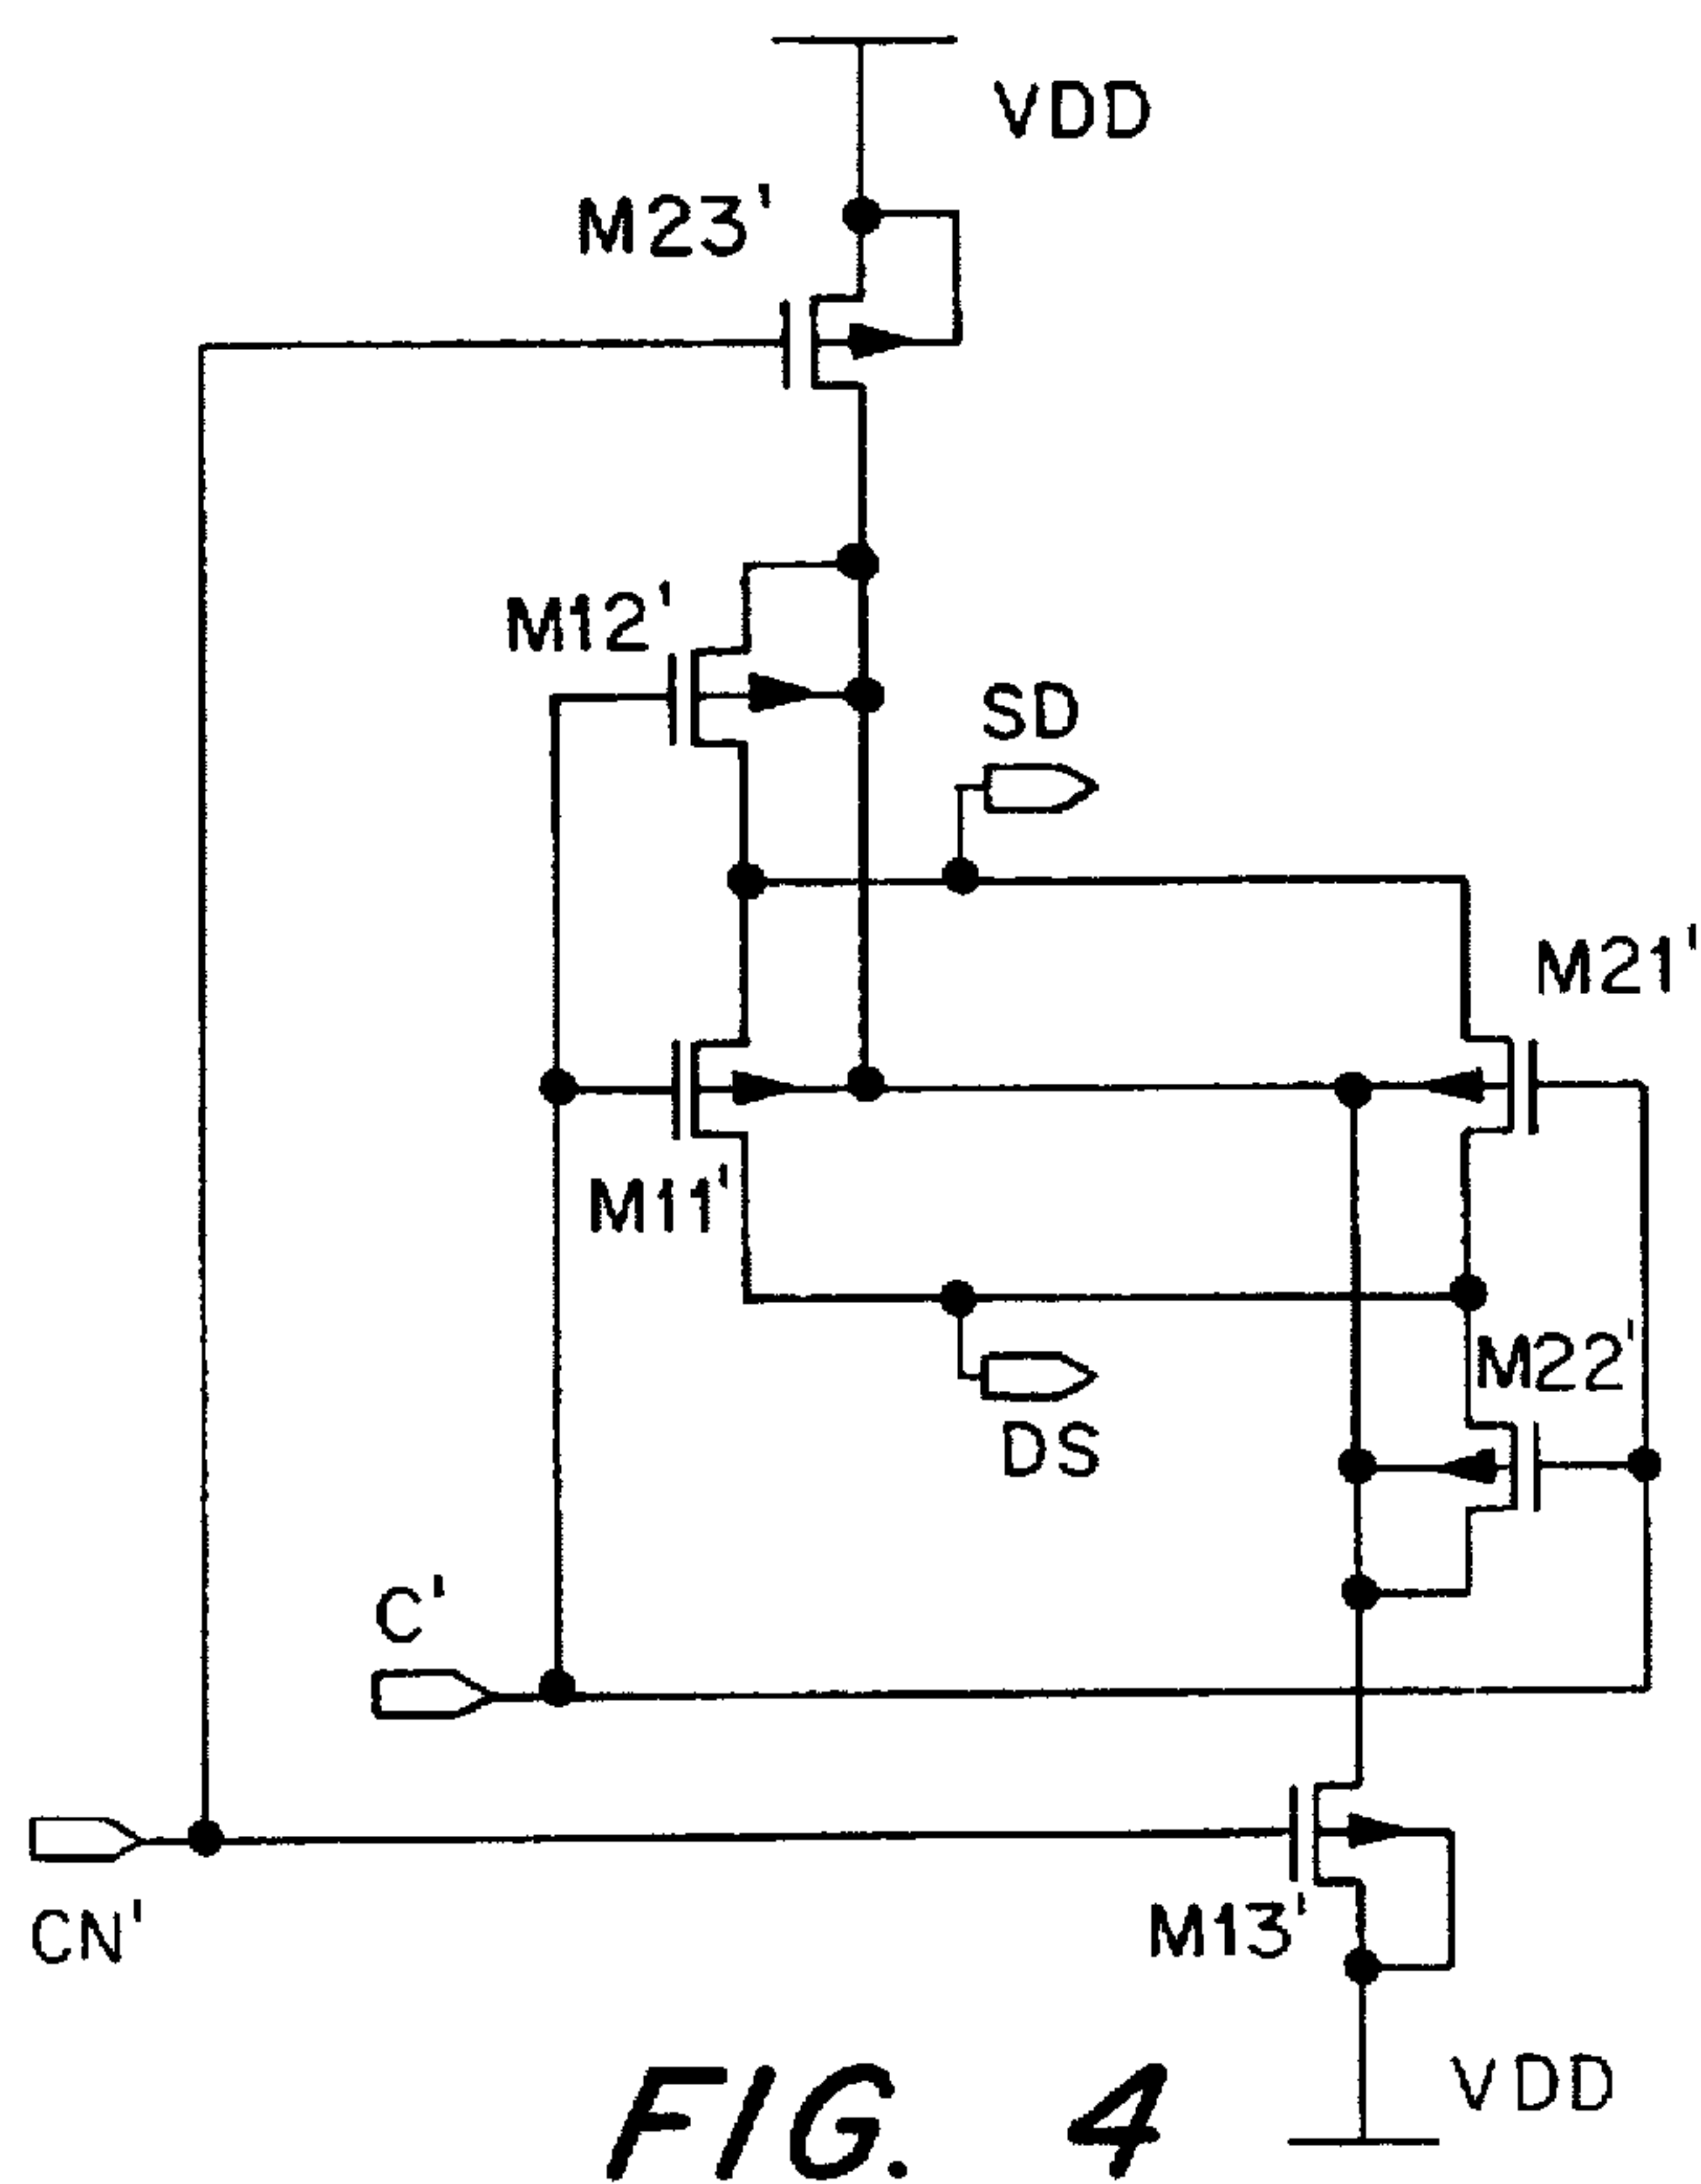 VDD
M23'
M12'
SD
M21'
M11'
M22'
DS
C'
CN'
M13'
VDD
FIG. 4